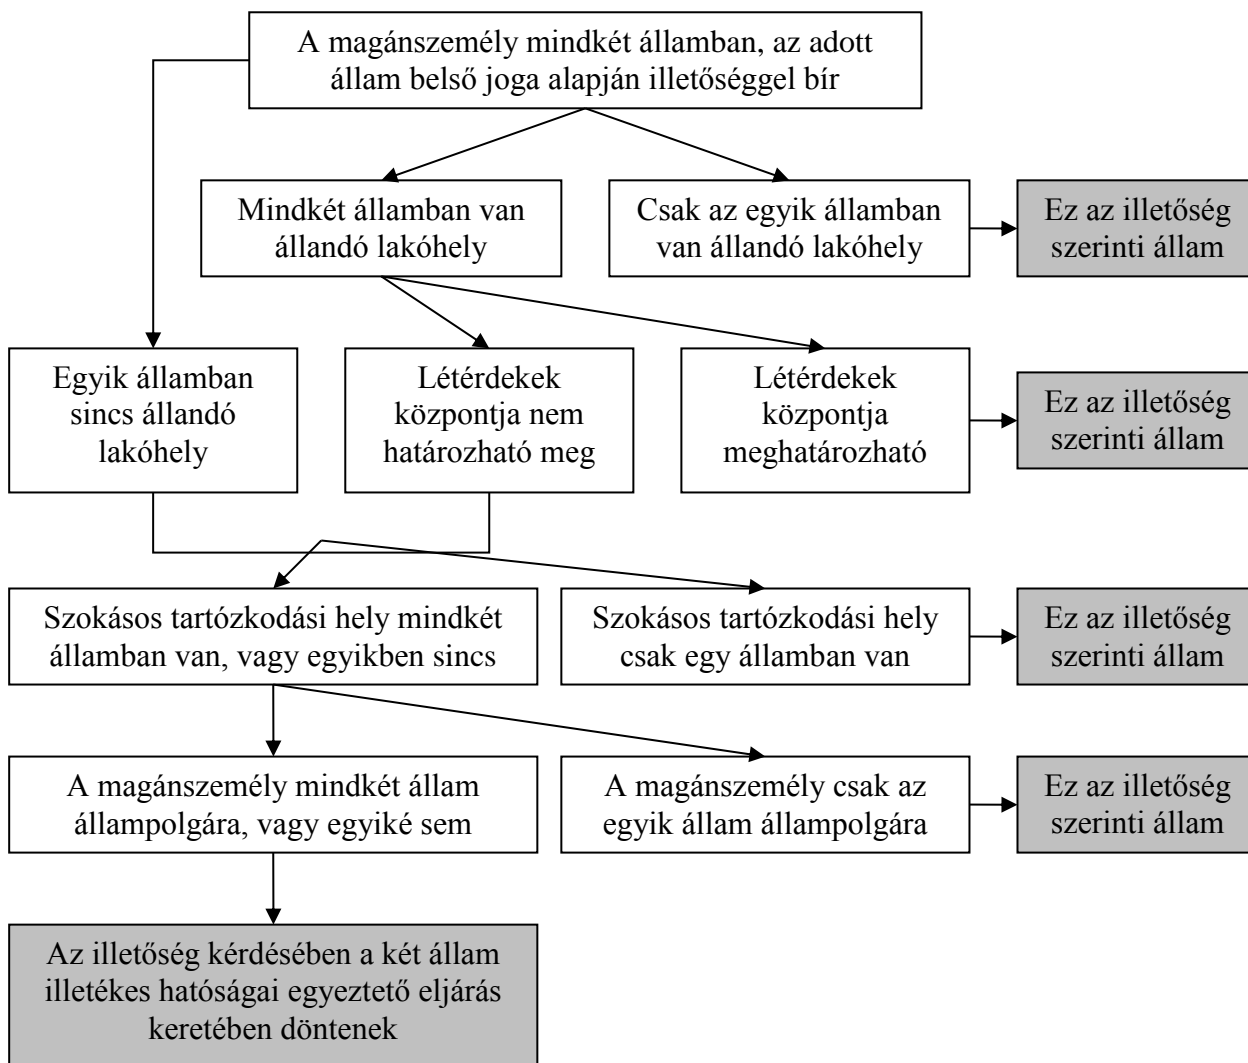 A magánszemély mindkét államban, az adott
állam belső joga alapján illetőséggel bír
Mindkét államban van
állandó lakóhely
Csak az egyik államban
van állandó lakóhely
Ez az illetőség
szerinti állam
Egyik államban
sincs állandó
lakóhely
Létérdekek
központja nem
határozható meg
Létérdekek
központja
meghatározható
Ez az illetőség
szerinti állam
Szokásos tartózkodási hely mindkét
államban van, vagy egyikben sincs
Szokásos tartózkodási hely
csak egy államban van
Ez az illetőség
szerinti állam
A magánszemély mindkét állam
állampolgára, vagy egyiké sem
A magánszemély csak az
egyik állam állampolgára
Ez az illetőség
szerinti állam
Az illetőség kérdésében a két állam
illetékes hatóságai egyeztető eljárás
keretében döntenek